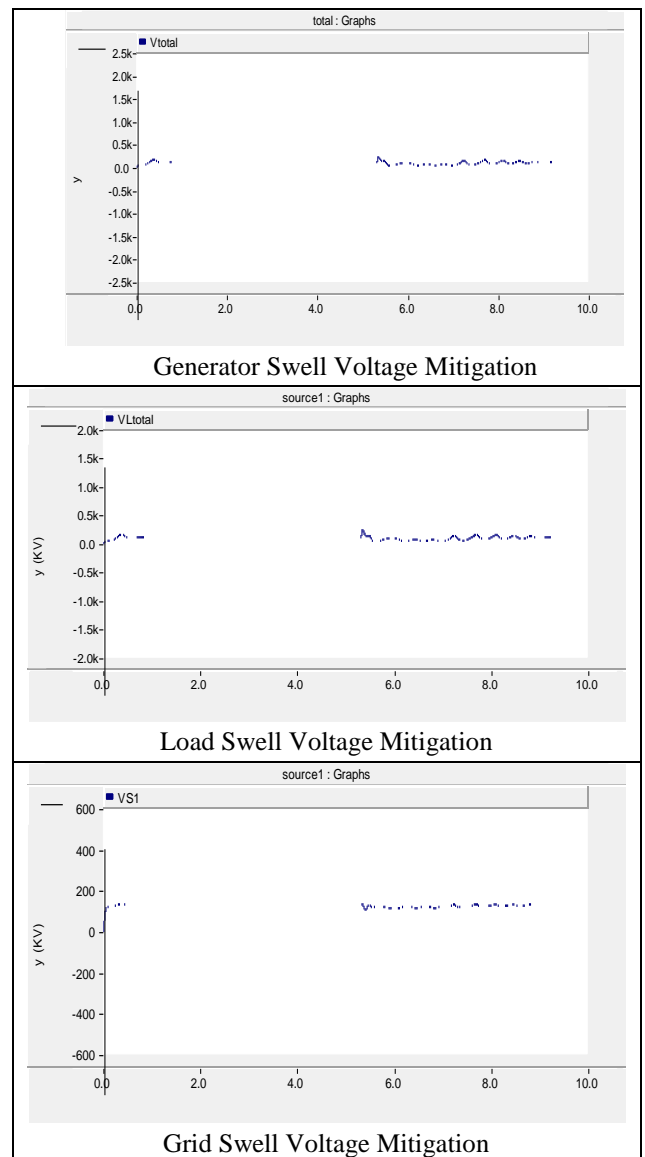 total : Graphs
Vtotal
y
2.5k
2.0k
1.5k
1.0k
0.5k
0.0
-0.5k
-1.0k
-1.5k
-2.0k
-2.5k
0.0 2.0 4.0 6.0 8.0 10.0
Generator Swell Voltage Mitigation
source1 : Graphs
VLtotal
y (KV)
2.0k
1.5k
1.0k
0.5k
0.0
-0.5k
-1.0k
-1.5k
-2.0k
0.0 2.0 4.0 6.0 8.0 10.0
Load Swell Voltage Mitigation
source1 : Graphs
VS1
y (KV)
600
400
200
0
-200
-400
-600
0.0 2.0 4.0 6.0 8.0 10.0
Grid Swell Voltage Mitigation